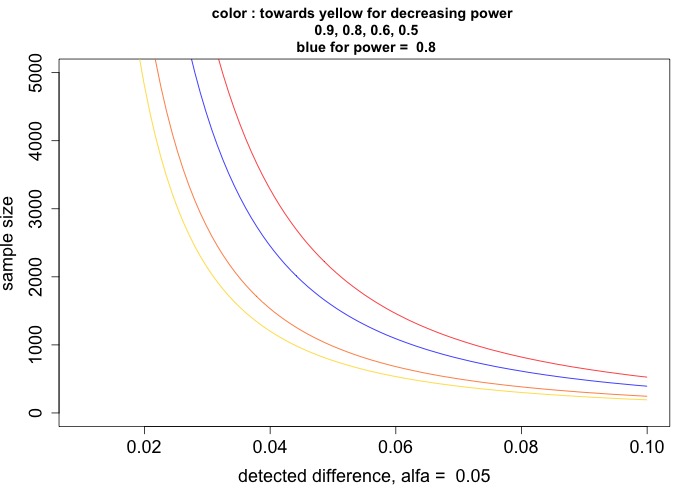 color : towards yellow for decreasing power
0.9, 0.8, 0.6, 0.5
blue for power =  0.8
5000
4000
3000
2000
1000
0
sample size
0.02 0.04 0.06 0.08 0.10
detected difference, alfa =  0.05